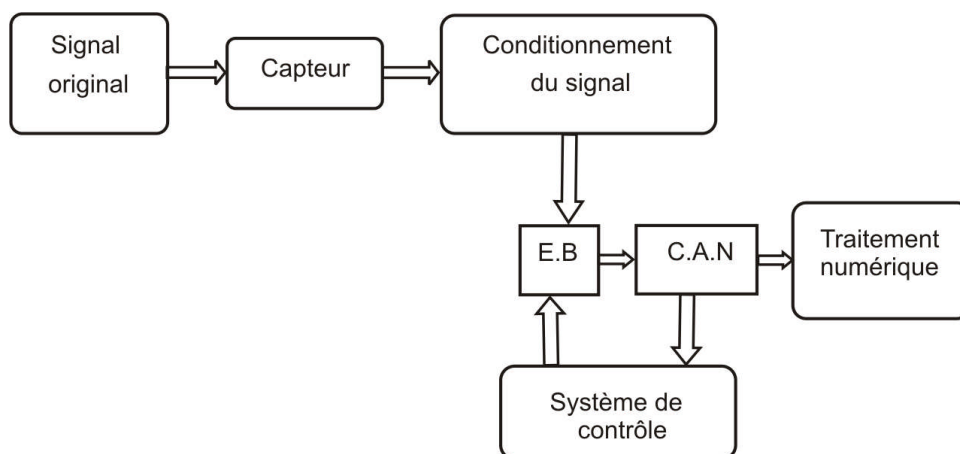 Signal
original
Capteur
Conditionnement
du signal
E.B
C.A.N
Traitement
numérique
Système de
contrôle